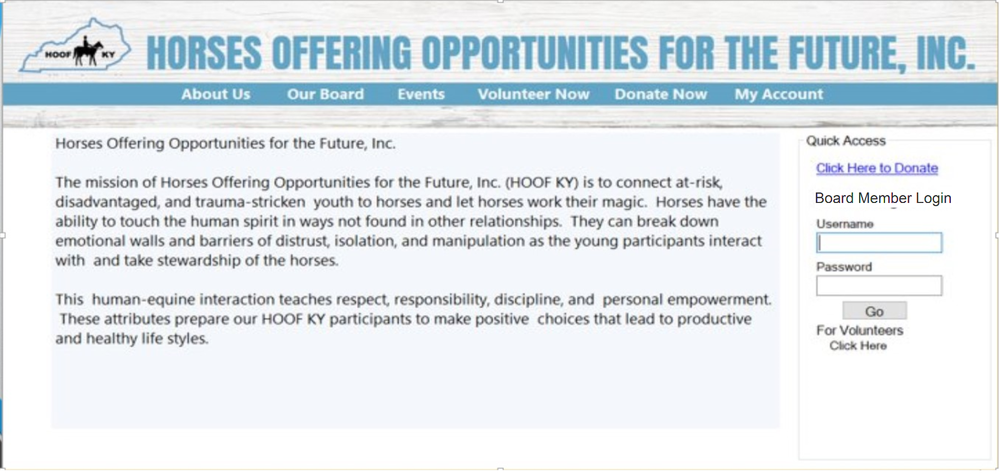 HOOF KY
HORSES OFFERING OPPORTUNITIES FOR THE FUTURE, INC.
About Us Our Board Events Volunteer Now Donate Now My Account
Horses Offering Opportunities for the Future, Inc.
The mission of Horses Offering Opportunities for the Future, Inc. (HOOF KY) is to connect at-risk,
disadvantaged, and trauma-stricken youth to horses and let horses work their magic. Horses have the
ability to touch the human spirit in ways not found in other relationships. They can break down
emotional walls and barriers of distrust, isolation, and manipulation as the young participants interact
with and take stewardship of the horses.
This human-equine interaction teaches respect, responsibility, discipline, and personal empowerment.
These attributes prepare our HOOF KY participants to make positive choices that lead to productive
and healthy life styles.
Quick Access
Click Here to Donate
Board Member Login
Username
Password
Go
For Volunteers
Click Here